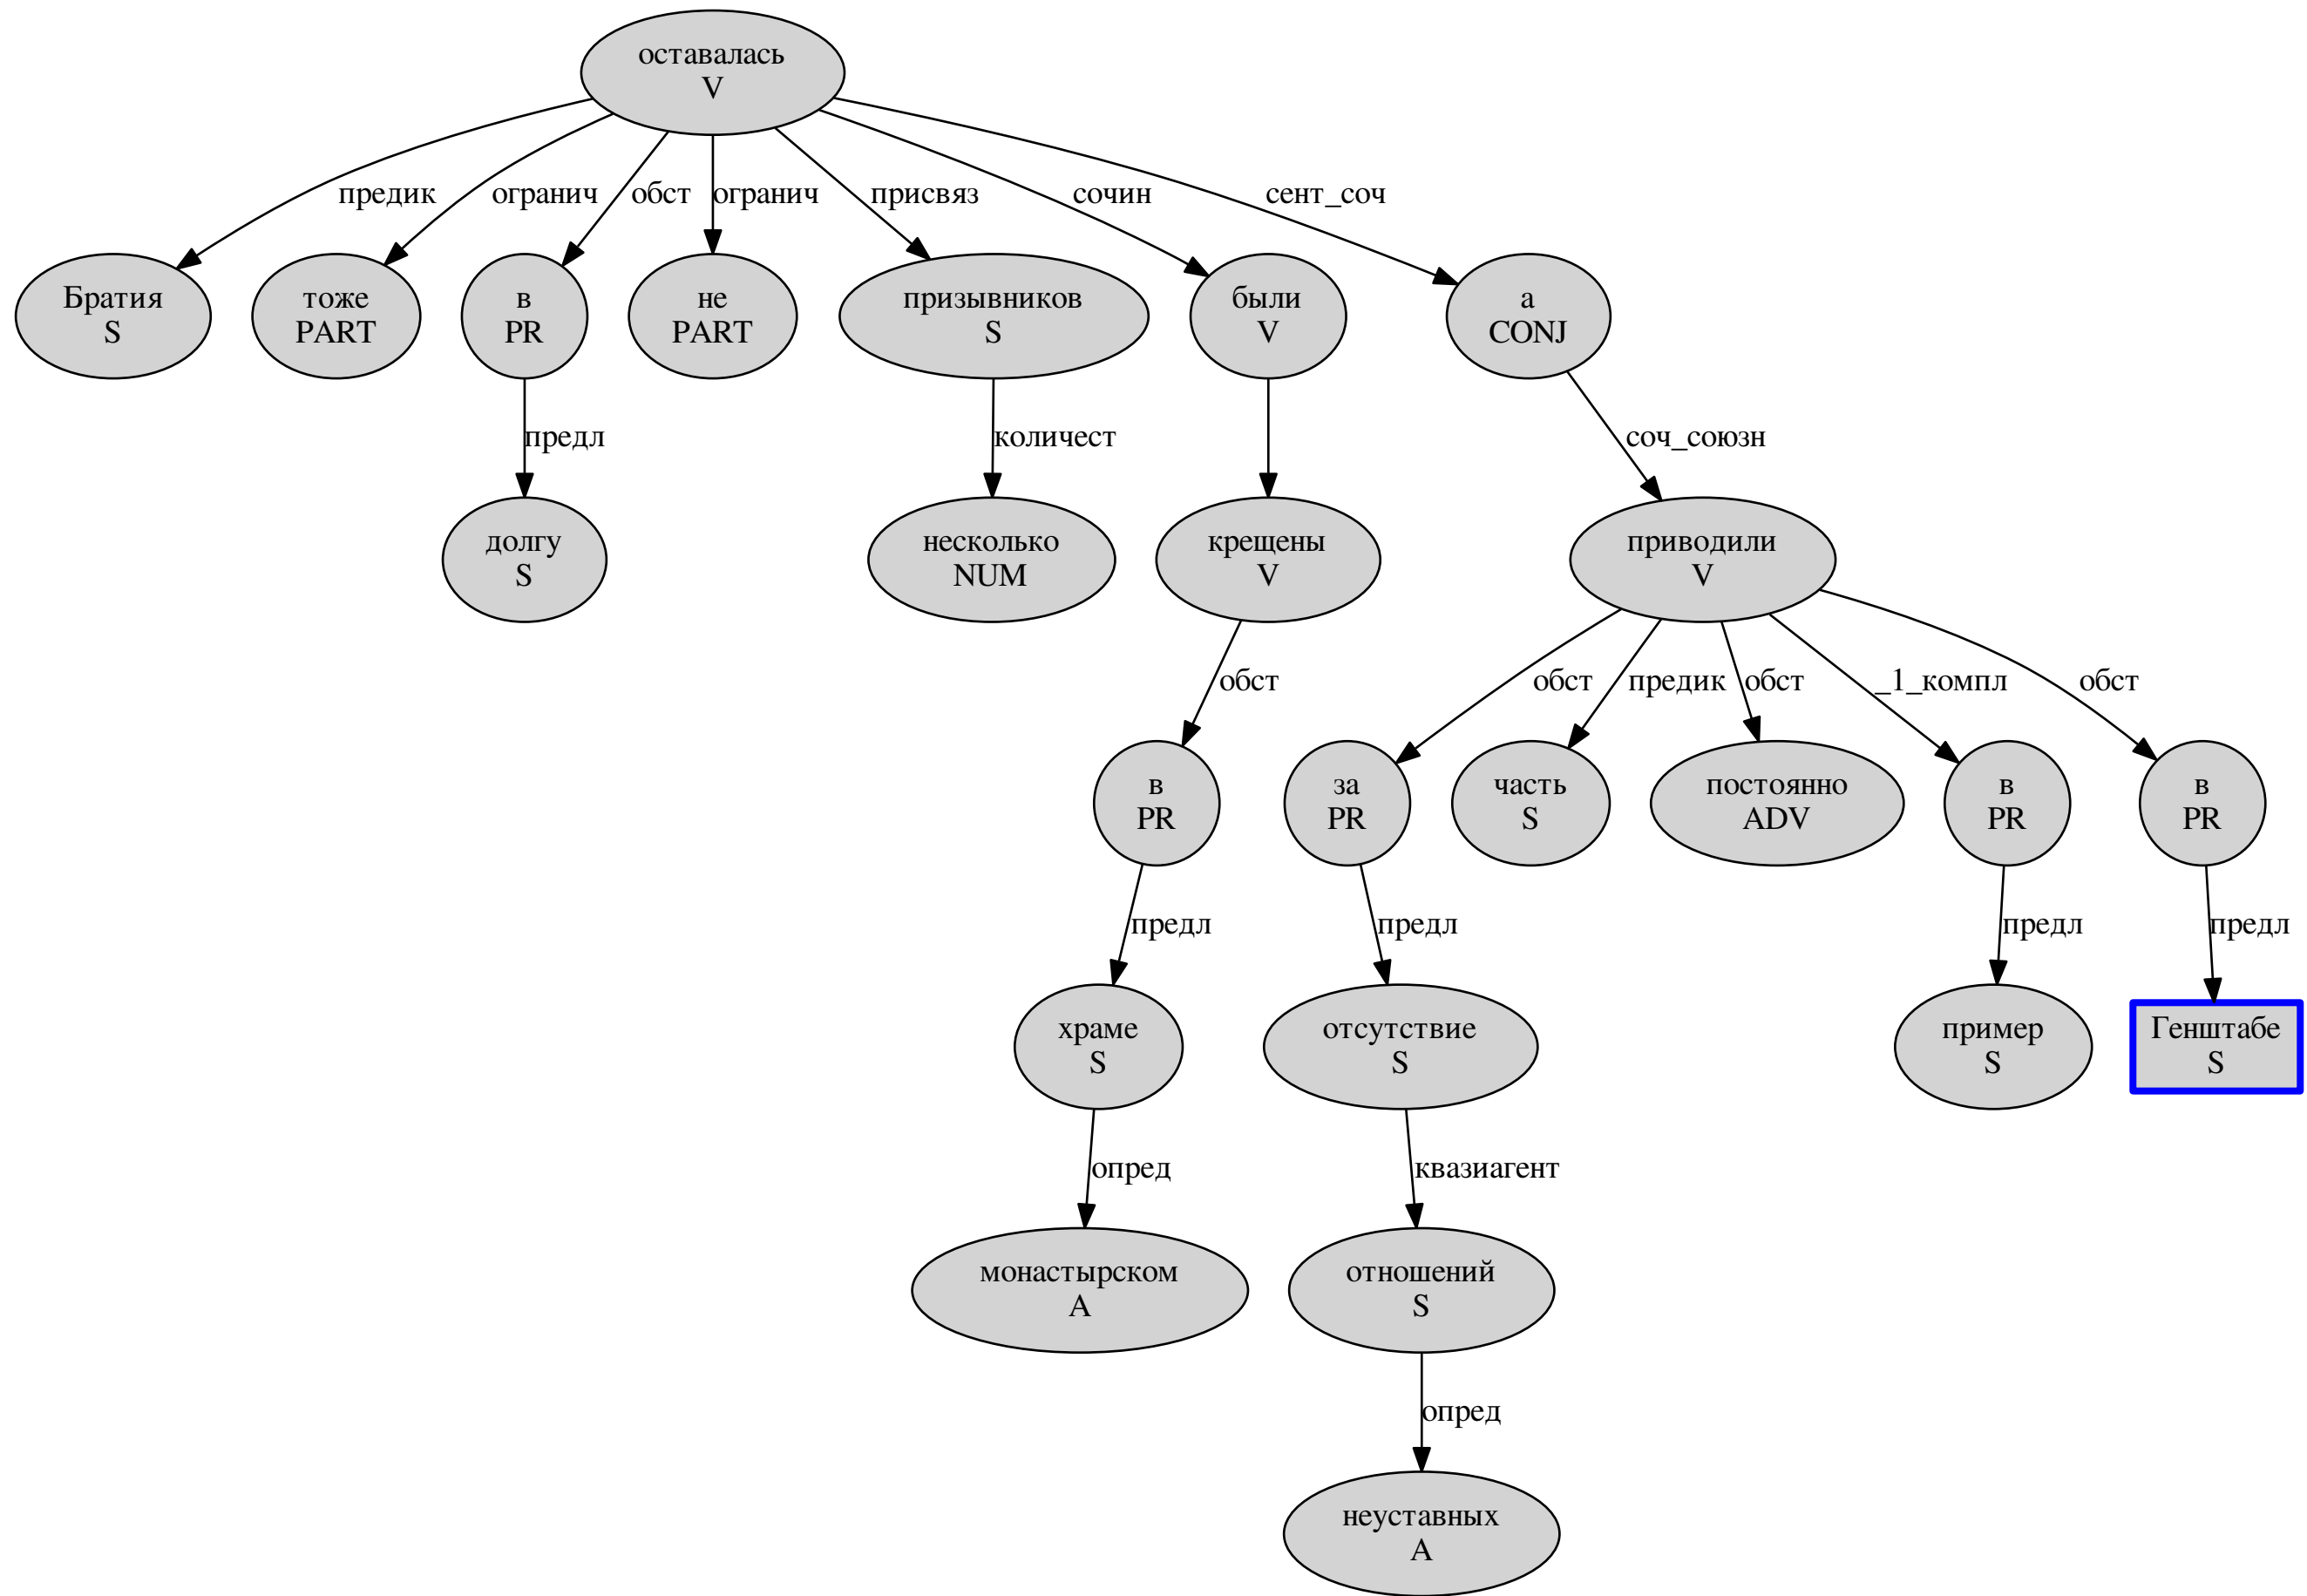 оставалась
V
предик
огранич
обст
огранич
присвяз
сочин
сент_соч
Братия
S
тоже
PART
в
PR
не
PART
призывников
S
были
V
а
CONJ
предл
количест
соч_союзн
долгу
S
несколько
NUM
крещены
V
приводили
V
обст
обст
предик
обст
_1_компл
обст
в
PR
за
PR
часть
S
постоянно
ADV
в
PR
в
PR
предл
предл
предл
предл
храме
S
отсутствие
S
пример
S
Генштабе
S
опред
квазиагент
монастырском
A
отношений
S
опред
неуставных
A